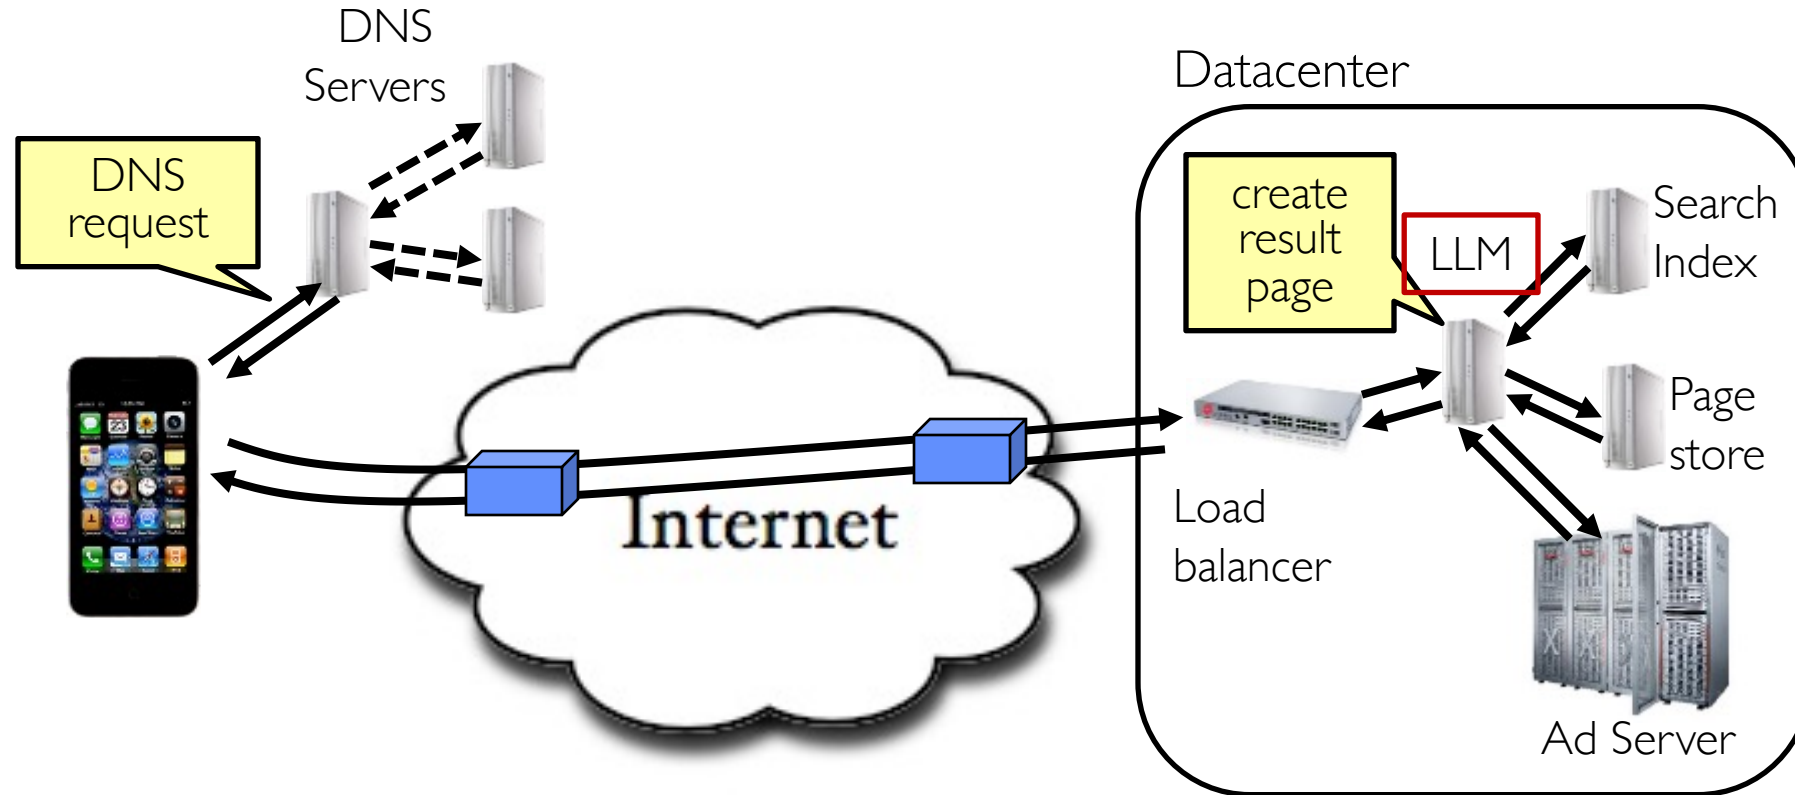 DNS
Servers
DNS
request
Internet
Datacenter
create
result
page
LLM
Search
Index
Page
store
Load
balancer
Ad Server